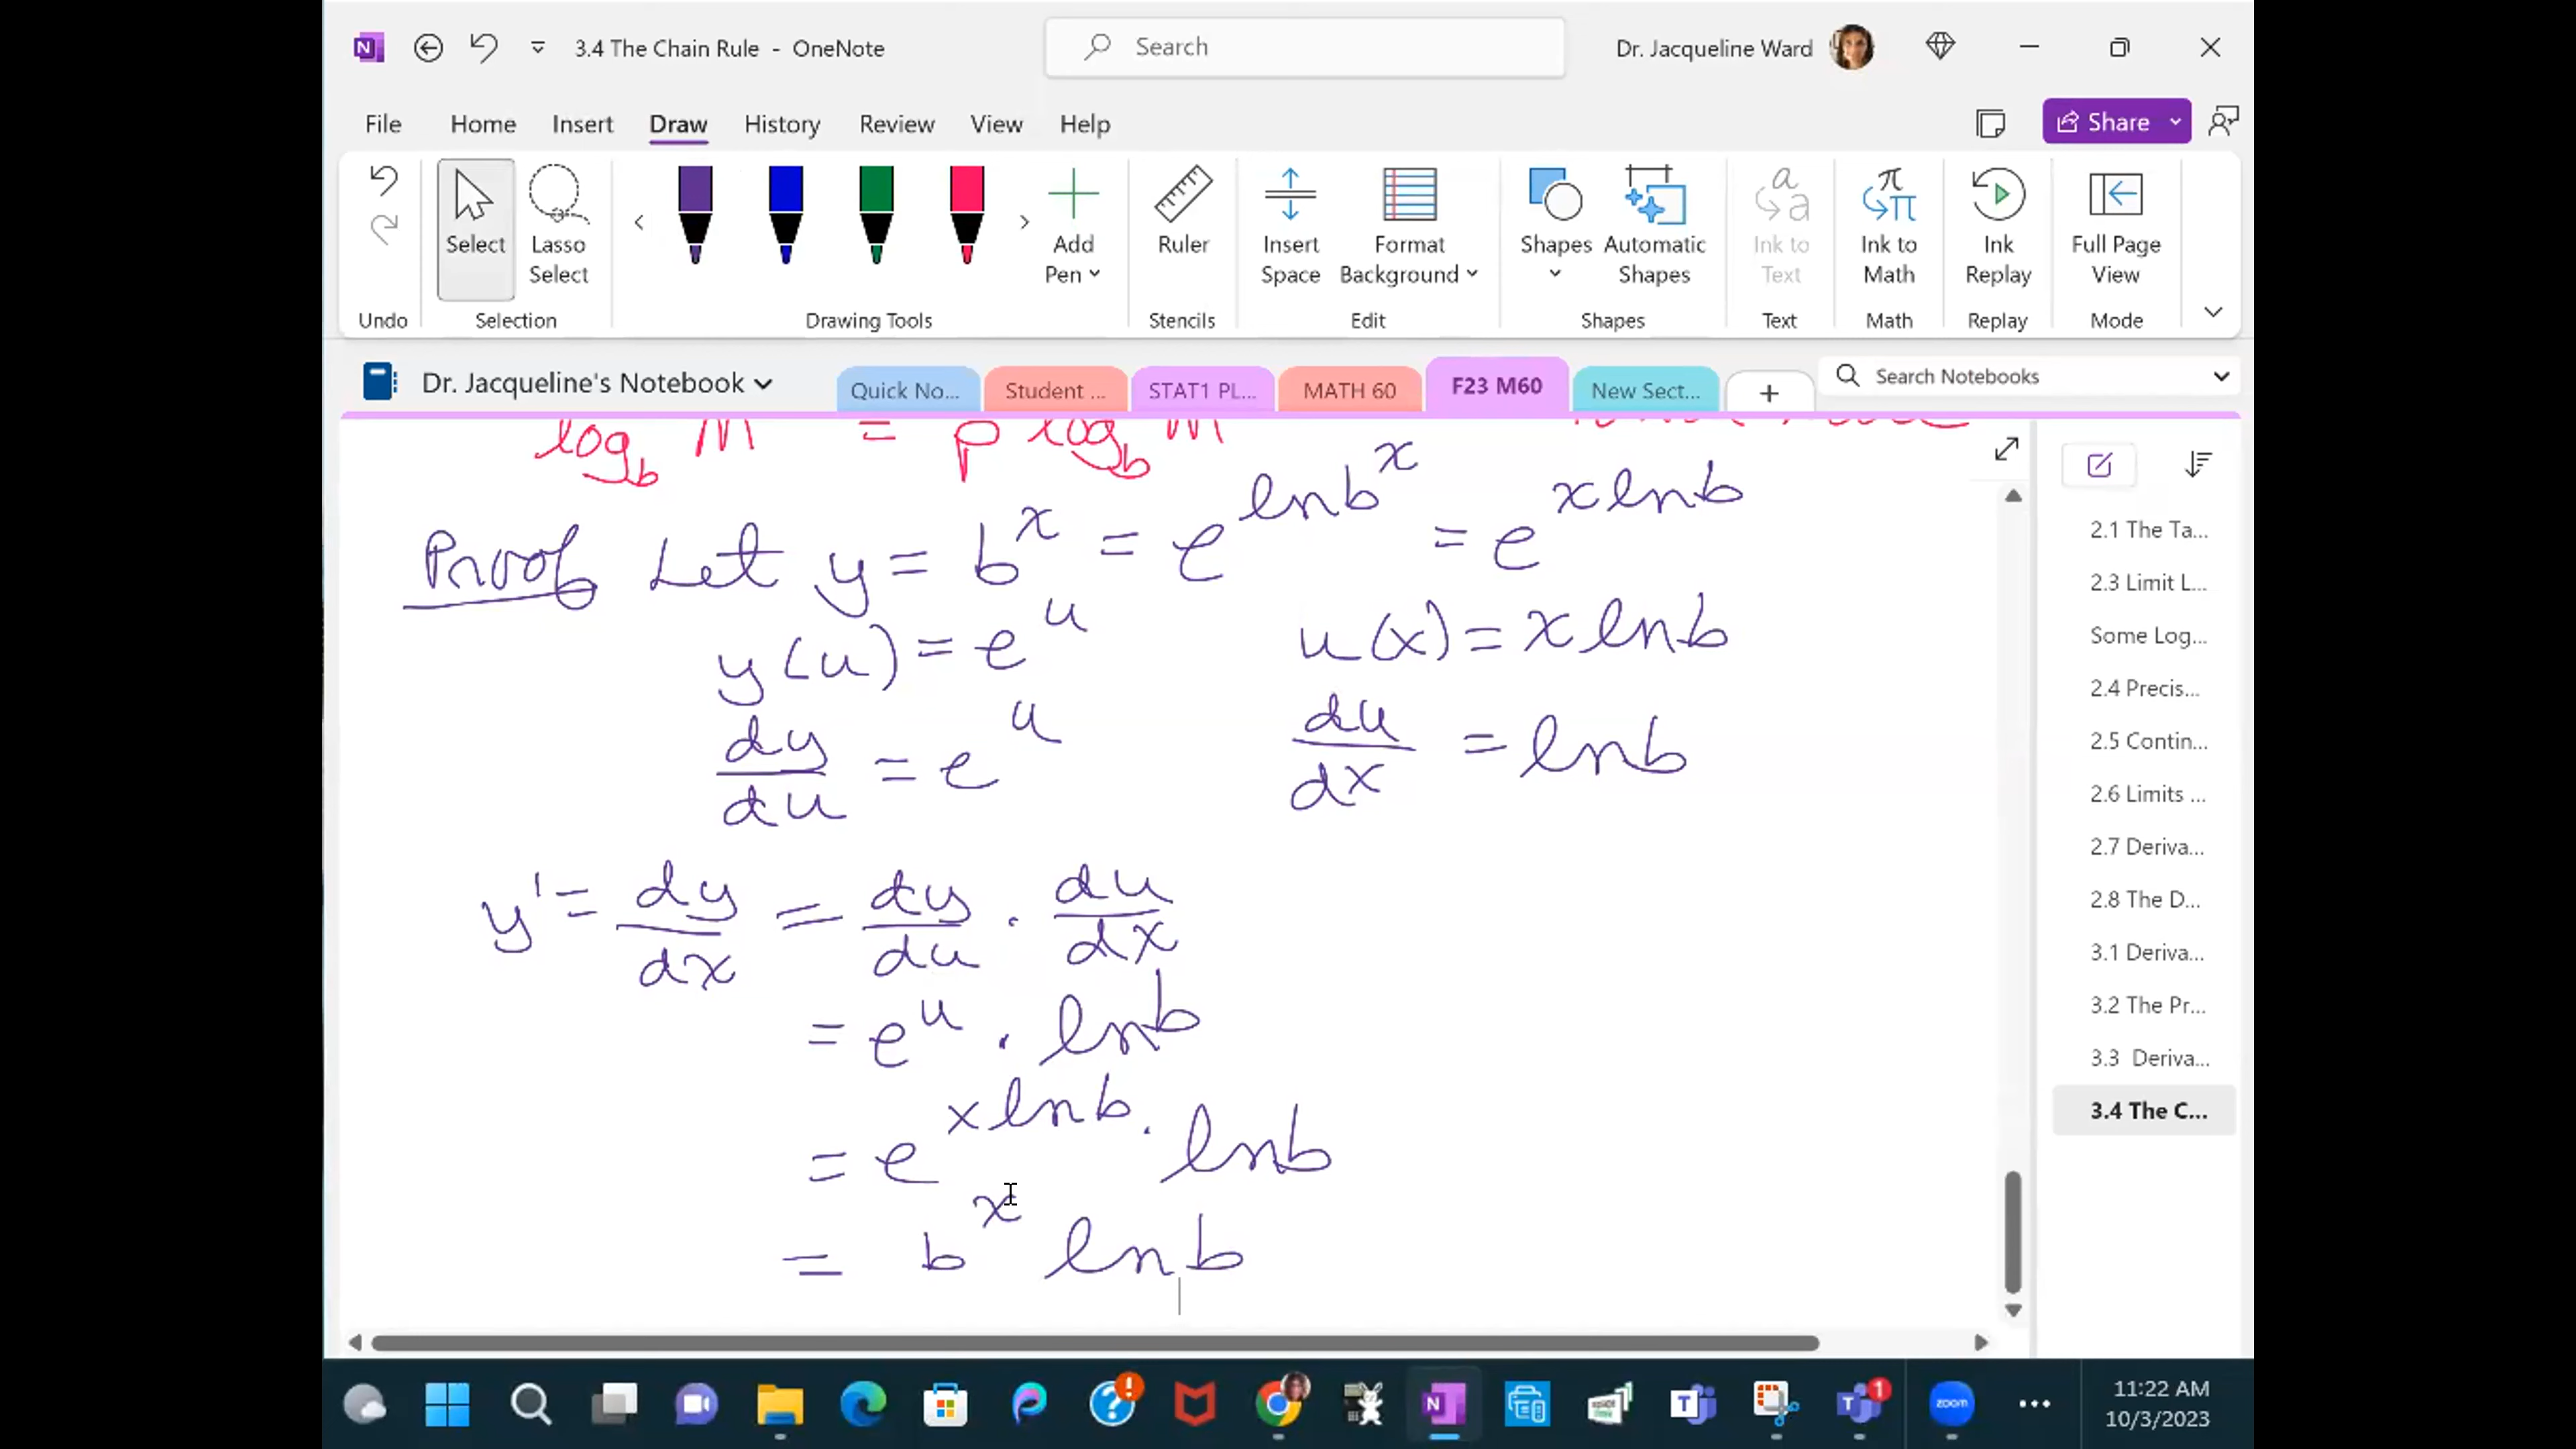 3.4 The Chain Rule - OneNote
Search
Dr. Jacqueline Ward
File Home Insert Draw History Review View Help
Share
Select
Lasso Select
Add Pen
Ruler
Insert Space
Format Background
Shapes
Automatic Shapes
Ink to Text
Ink to Math
Ink Replay
Full Page View
Undo Selection Drawing Tools Stencils Edit Shapes Text Math Replay Mode
Dr. Jacqueline's Notebook
Quick No... Student ... STAT1 PL... MATH 60 F23 M60 New Sect... +
Search Notebooks
log_b M = p log_b M
Proof Let y = b^x = e^{ln b^x} = e^{x ln b}
y(u) = e^u u(x) = x ln b
dy/du = e^u du/dx = ln b
y' = dy/dx = dy/du · du/dx
= e^u · ln b
= e^{x ln b} · ln b
= b^x ln b
2.1 The Ta...
2.3 Limit L...
Some Log...
2.4 Precis...
2.5 Contin...
2.6 Limits ...
2.7 Deriva...
2.8 The D...
3.1 Deriva...
3.2 The Pr...
3.3 Deriva...
3.4 The C...
zoom
1
11:22 AM
10/3/2023